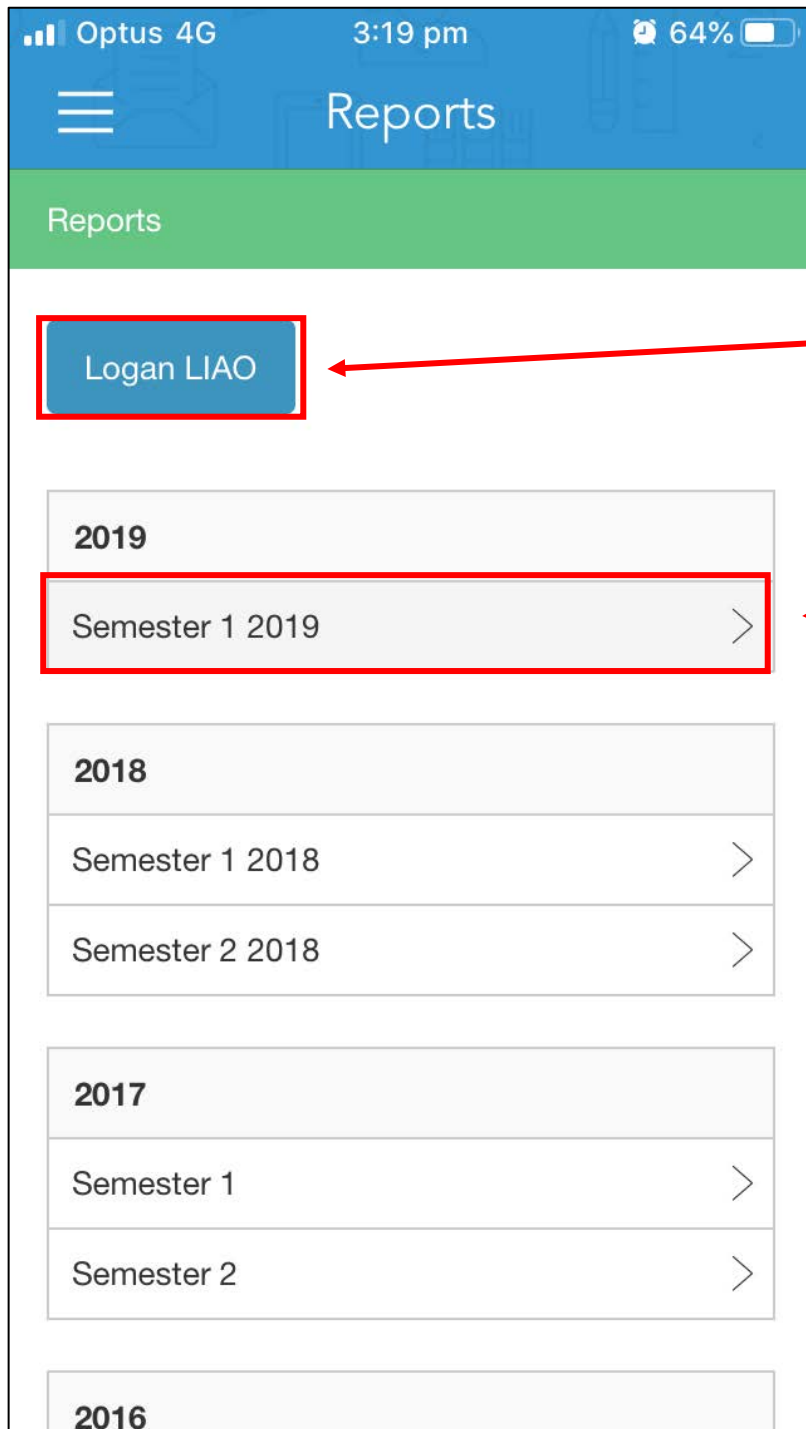 Optus 4G 3:19 pm 64%
Reports
Reports
Logan LIAO
2019
Semester 1 2019
2018
Semester 1 2018
Semester 2 2018
2017
Semester 1
Semester 2
2016